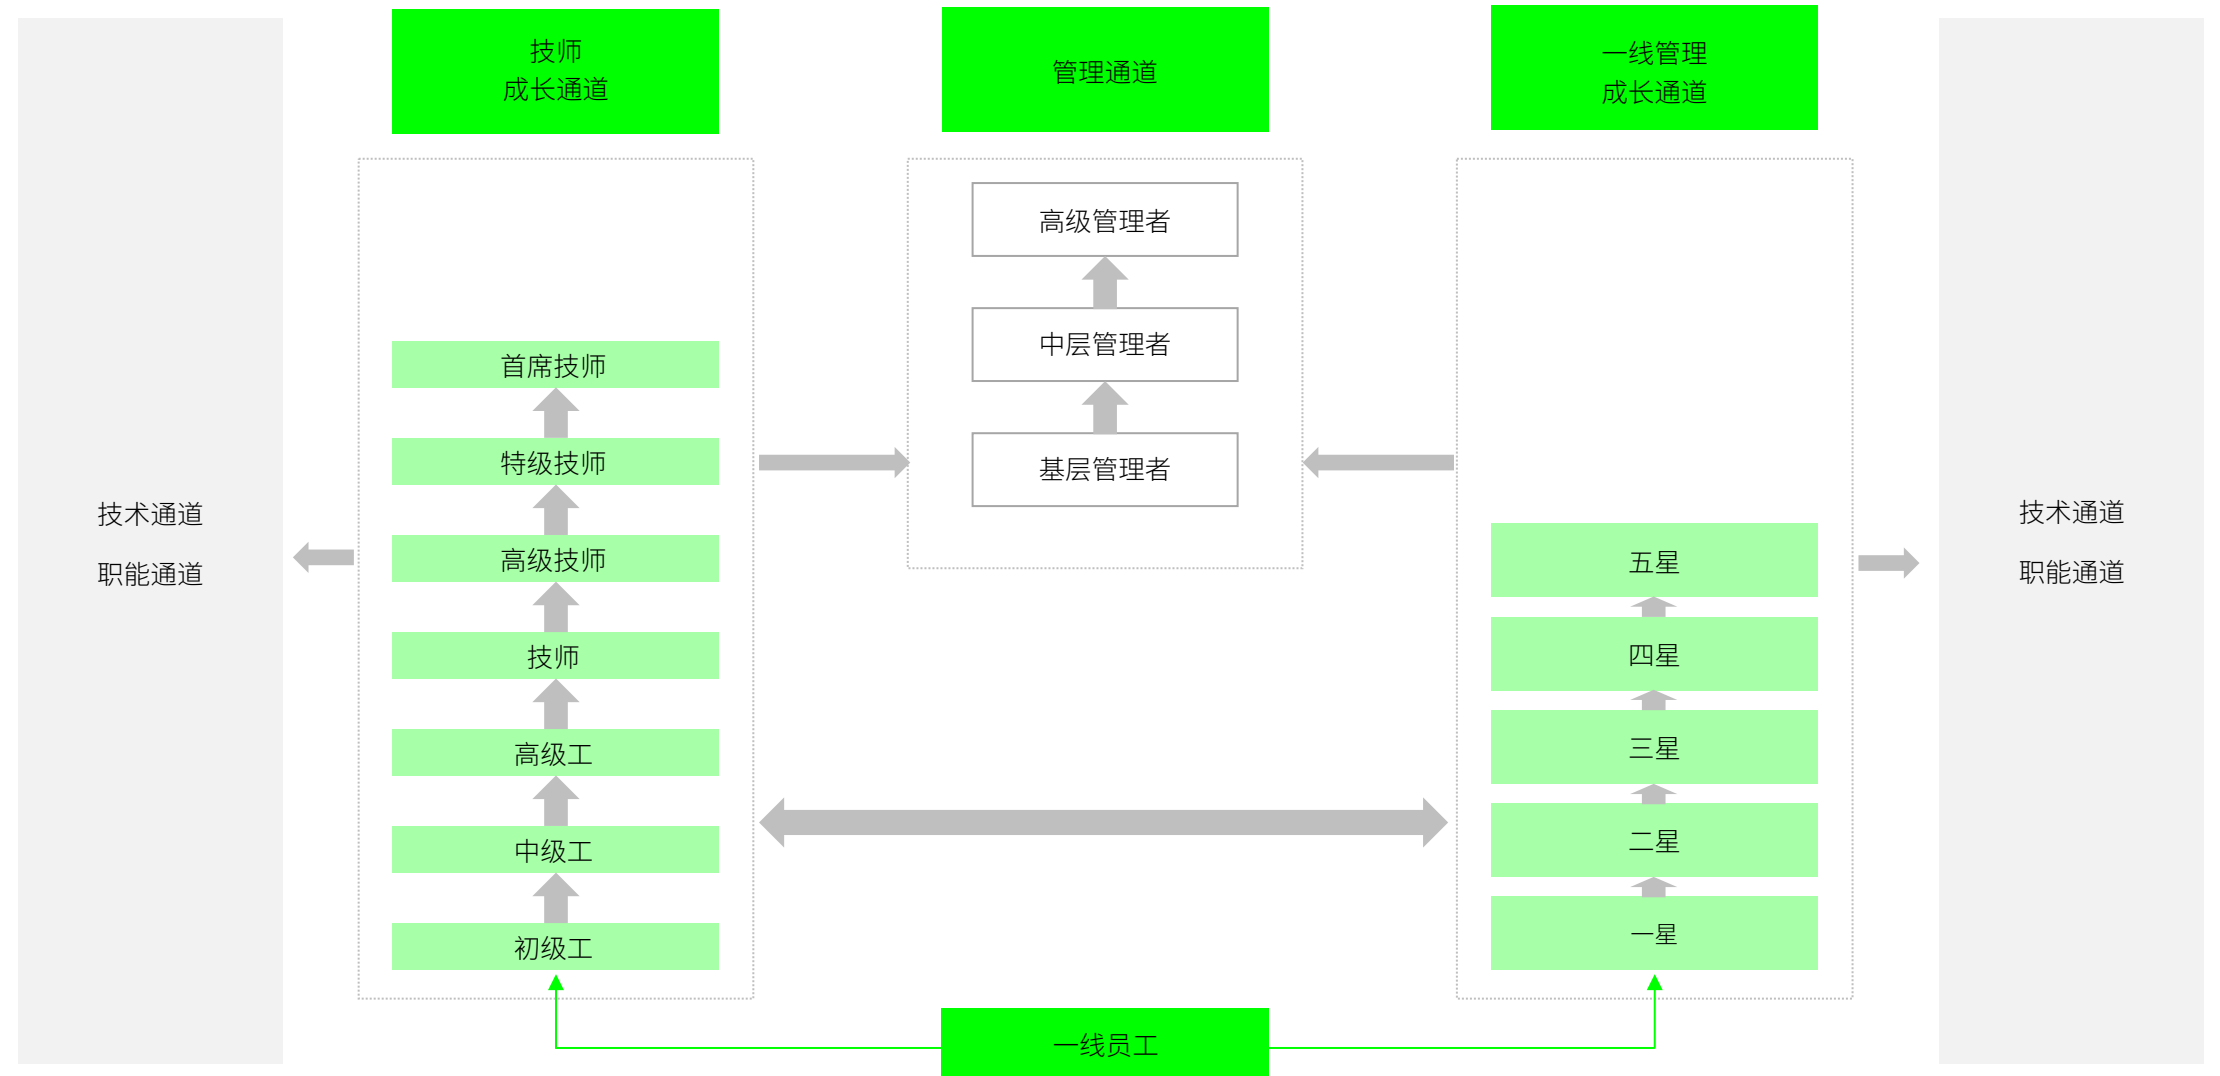 技师
成长通道
管理通道
一线管理
成长通道
技术通道
职能通道
首席技师
特级技师
高级技师
技师
高级工
中级工
初级工
高级管理者
中层管理者
基层管理者
五星
四星
三星
二星
一星
技术通道
职能通道
一线员工